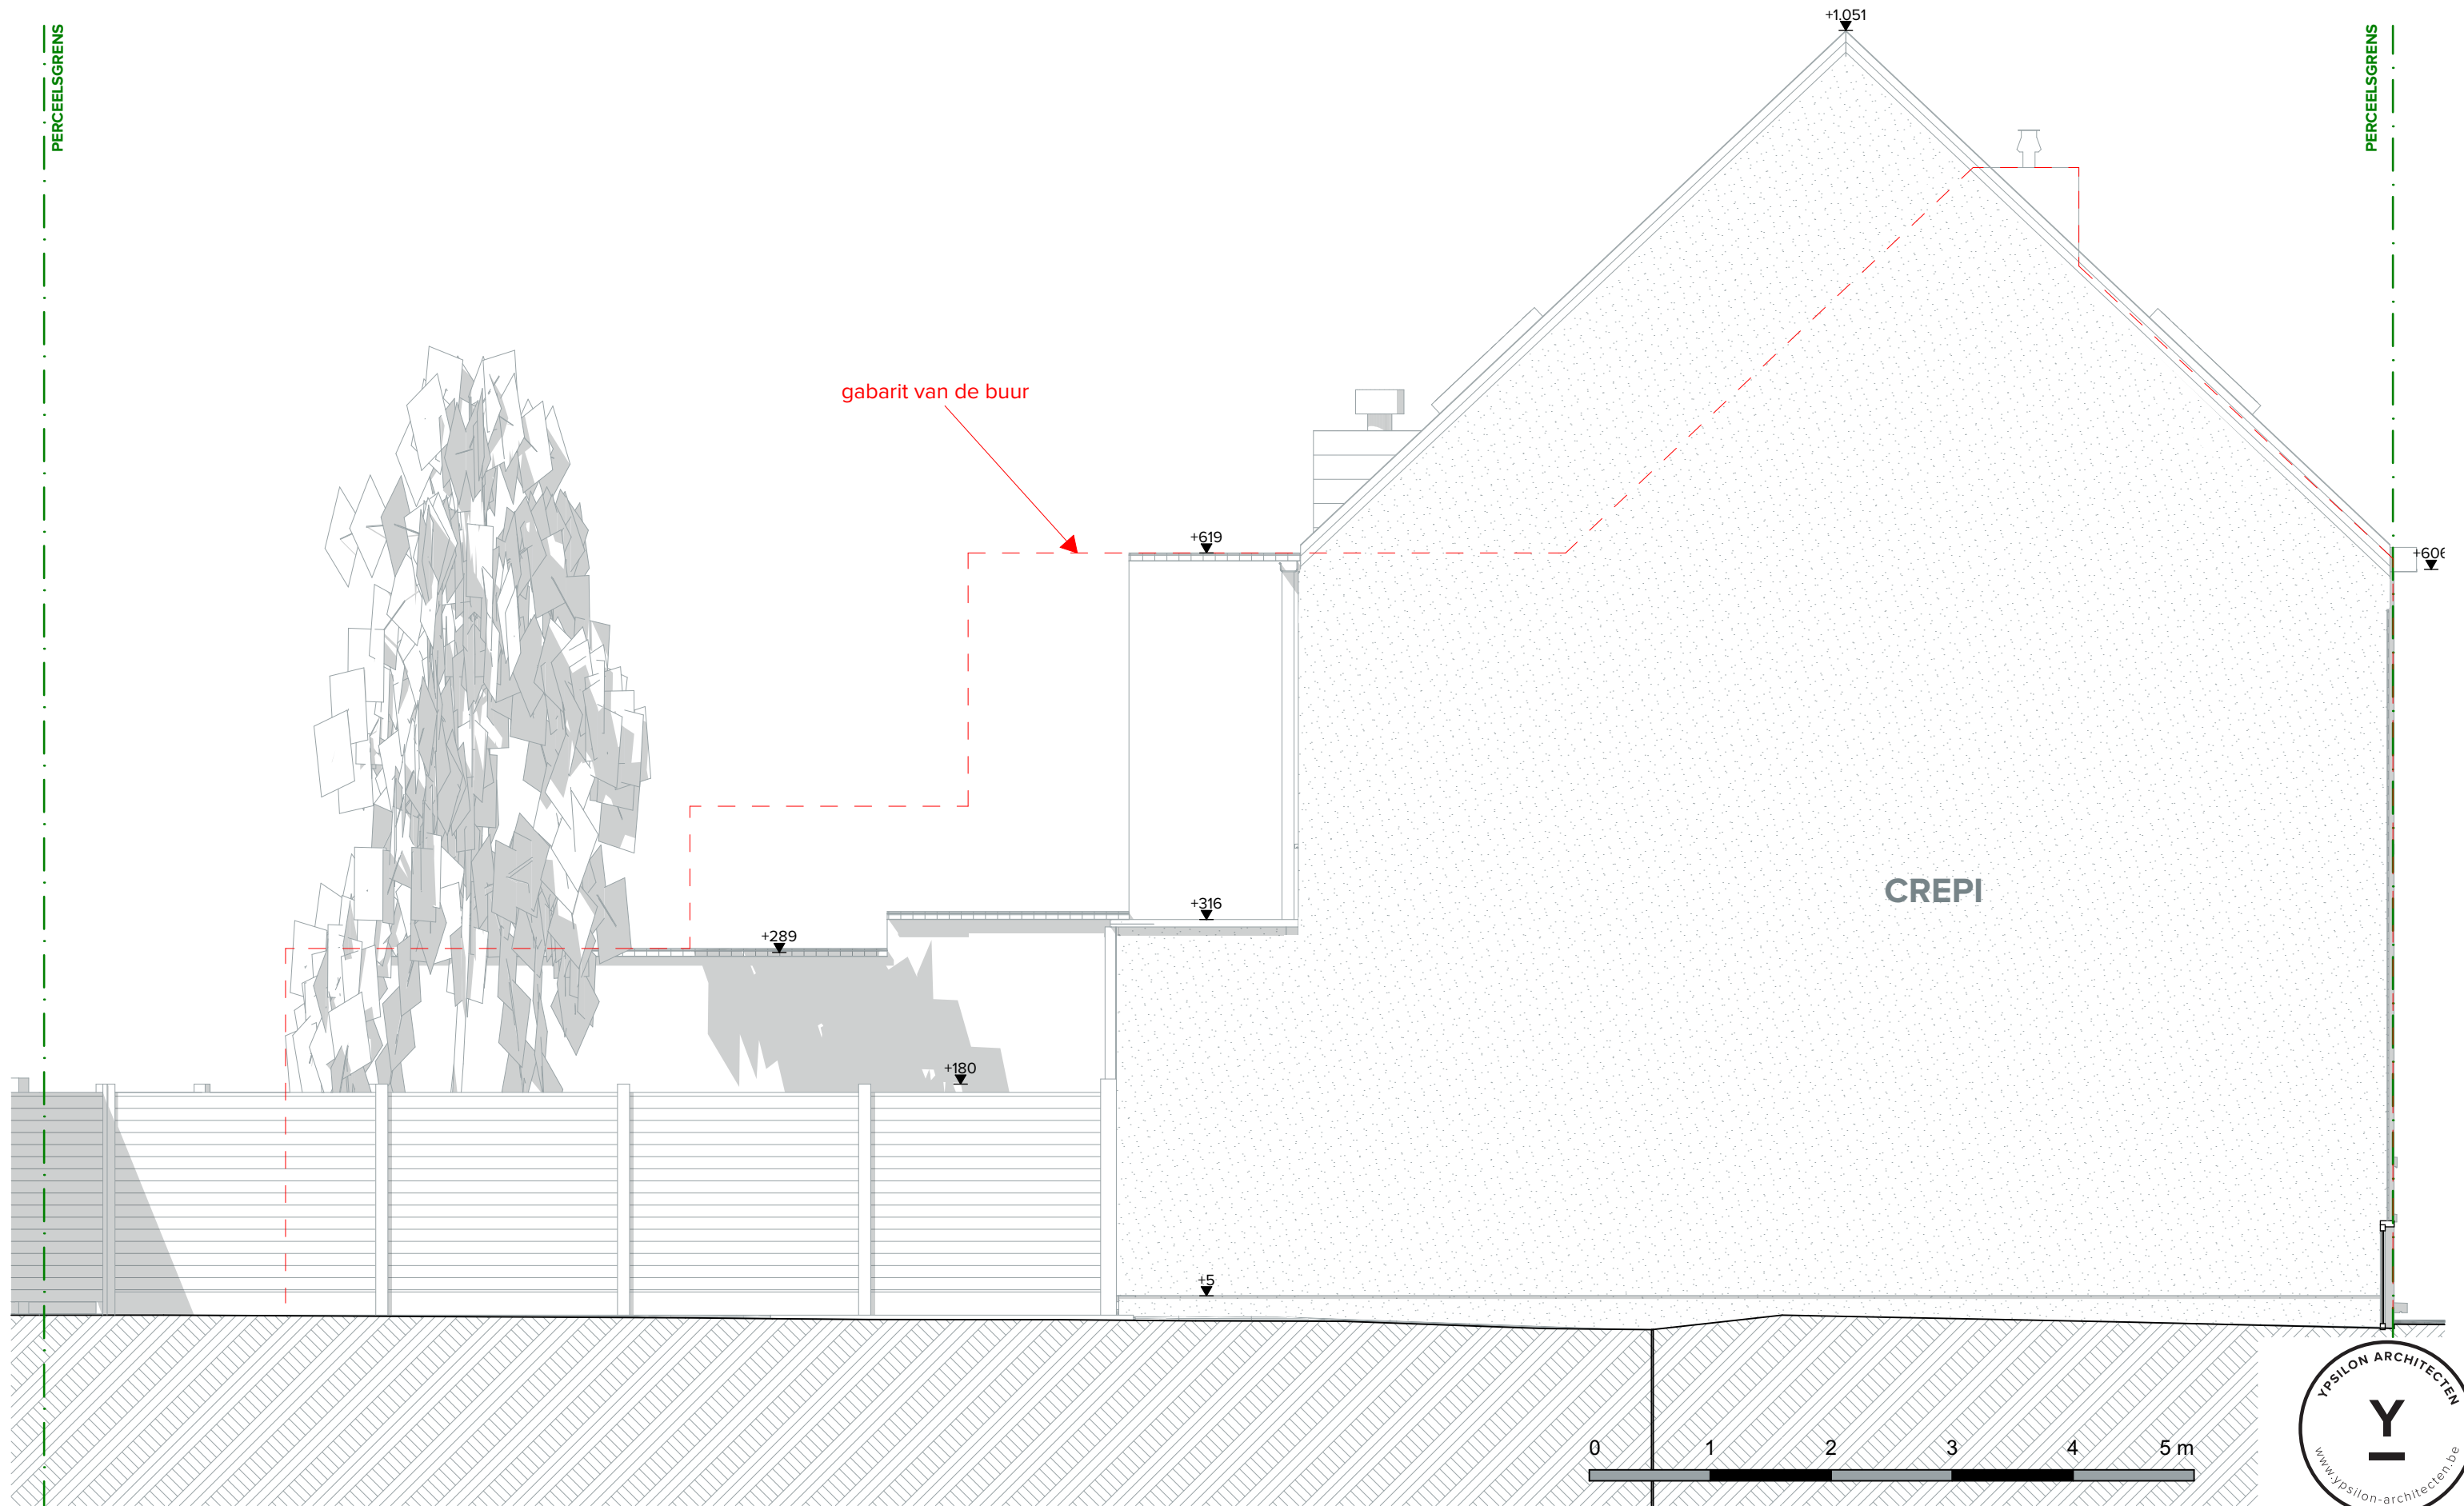 PERCEELSGRENS
+1.051
PERCEELSGRENS
gabarit van de buur
+619
+606
CREPI
+316
+289
+180
+5
0 1 2 3 4 5 m
YPSILON ARCHITECTEN
Y
www.ypsilon-architecten.be